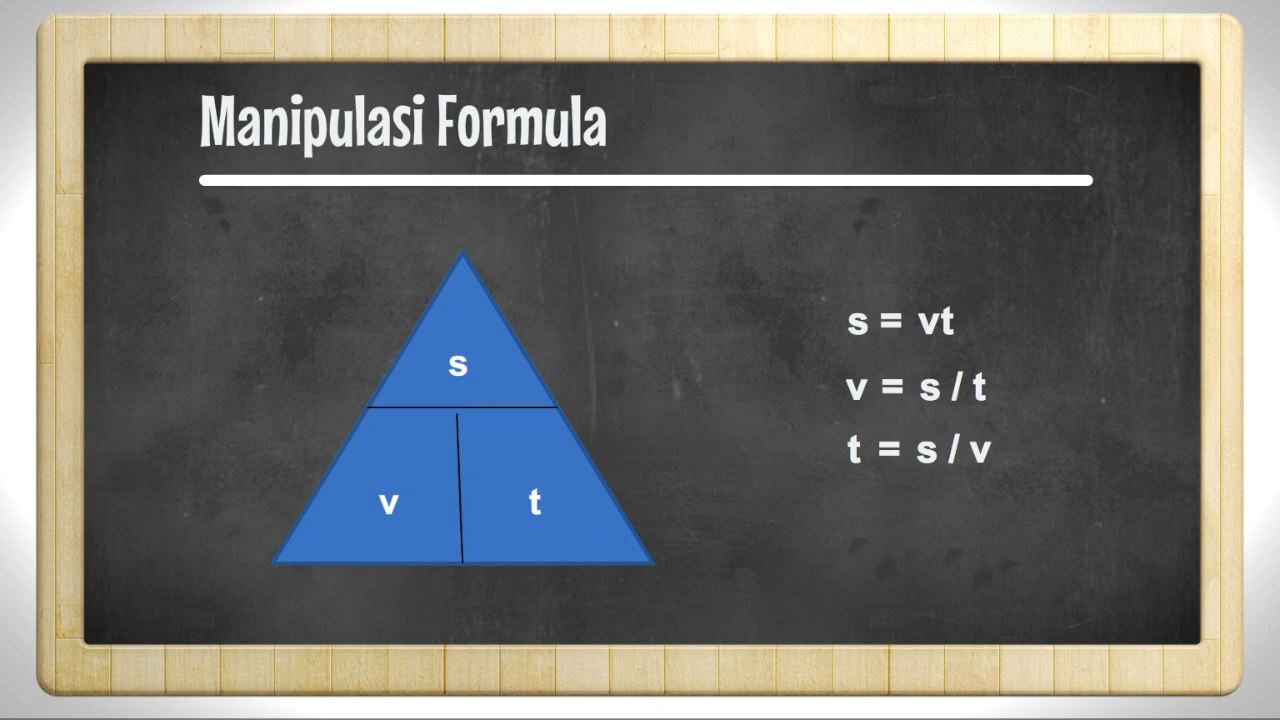 Manipulasi Formula
s
v t
s = vt
v = s / t
t = s / v